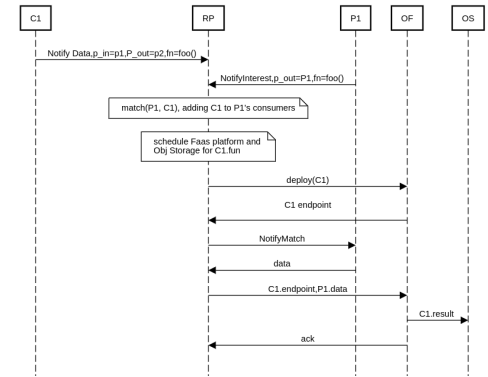 C1 RP P1 OF OS
Notify Data,p_in=p1,P_out=p2,fn=foo()
NotifyInterest,p_out=P1,fn=foo()
match(P1, C1), adding C1 to P1's consumers
schedule Faas platform and
Obj Storage for C1.fun
deploy(C1)
C1 endpoint
NotifyMatch
data
C1.endpoint,P1.data
C1.result
ack